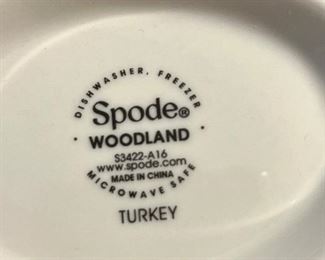 DISHWASHER, FREEZER
Spode®
· WOODLAND ·
S3422-A16
www.spode.com
MADE IN CHINA
MICROWAVE SAFE
TURKEY